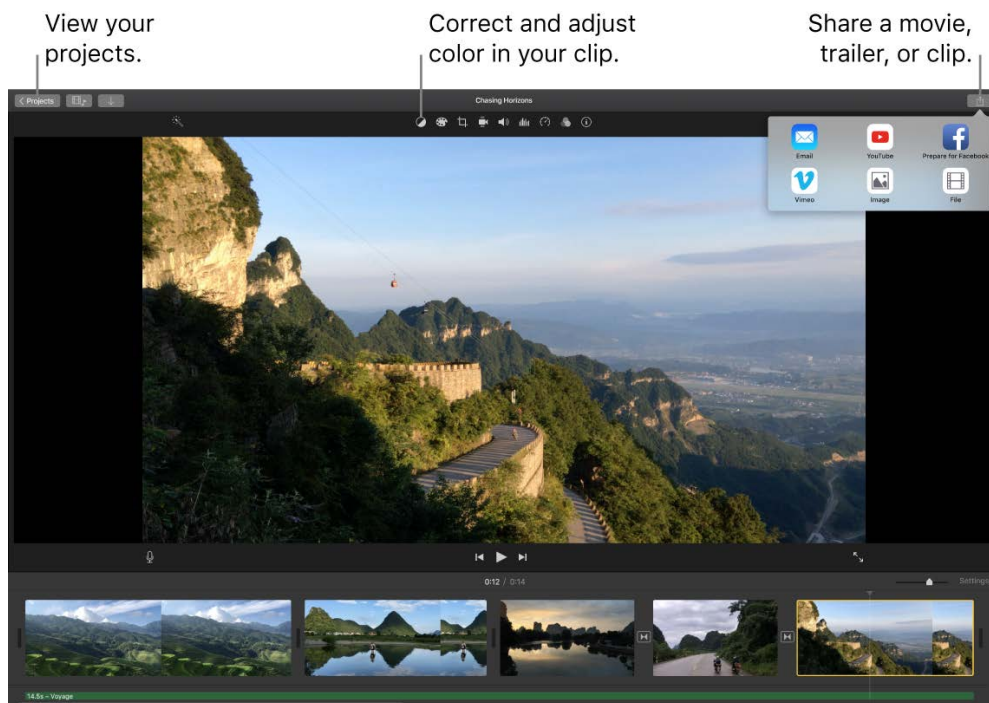 View your
projects.
Correct and adjust
color in your clip.
Share a movie,
trailer, or clip.
Projects
Chasing Horizons
Email
YouTube
Prepare for Facebook
Vimeo
Image
File
0:12 / 0:14
Settings
14.5s – Voyage